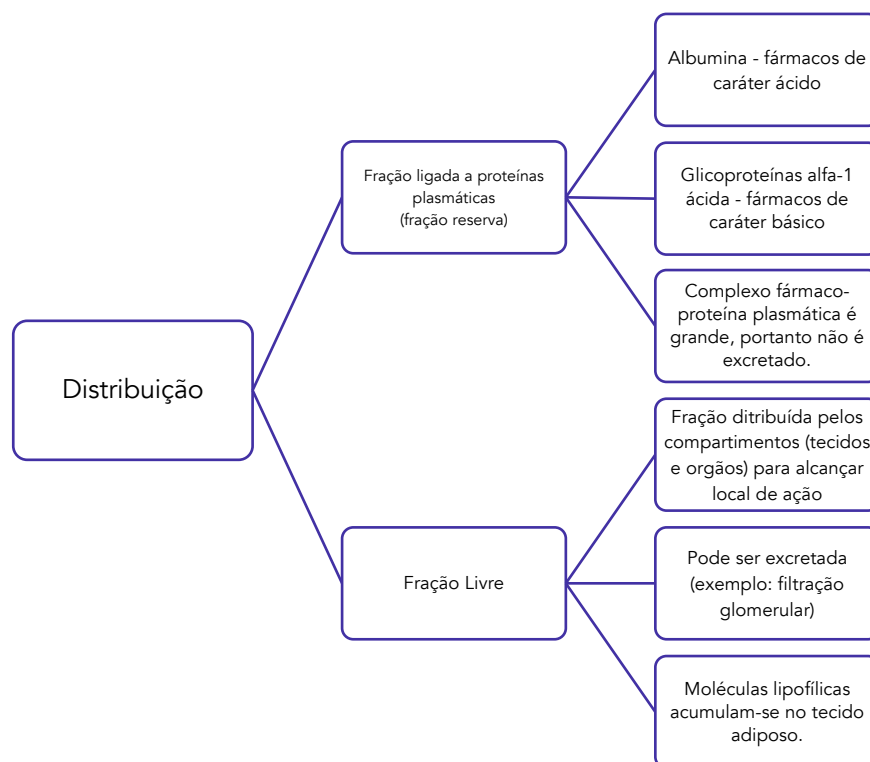 Distribuição
Fração ligada a proteínas
plasmáticas
(fração reserva)
Albumina - fármacos de
caráter ácido
Glicoproteínas alfa-1
ácida - fármacos de
caráter básico
Complexo fármaco-
proteína plasmática é
grande, portanto não é
excretado.
Fração Livre
Fração ditribuída pelos
compartimentos (tecidos
e orgãos) para alcançar
local de ação
Pode ser excretada
(exemplo: filtração
glomerular)
Moléculas lipofílicas
acumulam-se no tecido
adiposo.